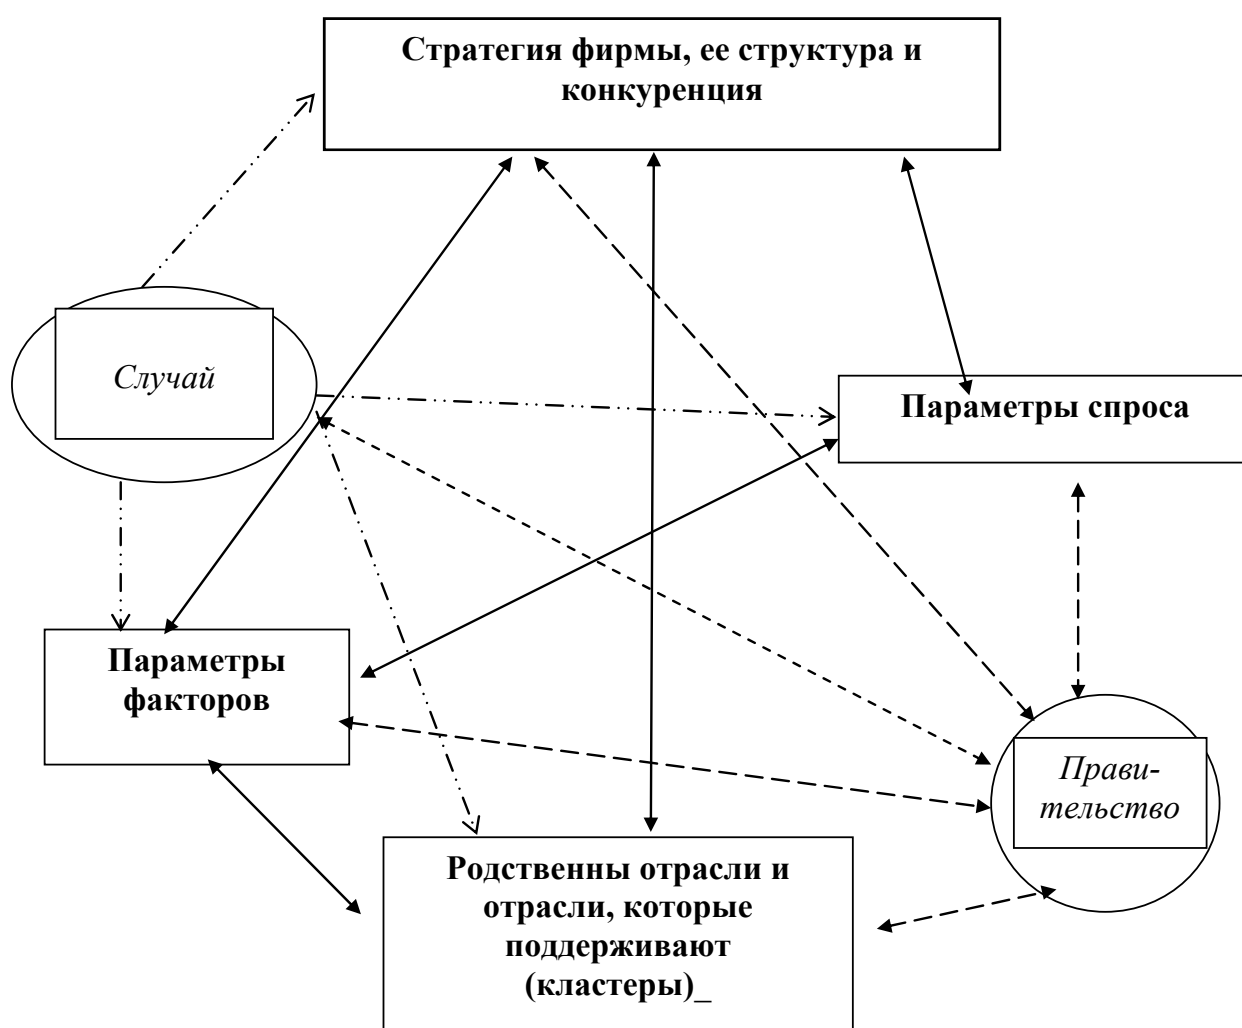 Стратегия фирмы, ее структура и
конкуренция
Случай
Параметры спроса
Параметры
факторов
Прави-
тельство
Родственны отрасли и
отрасли, которые
поддерживают
(кластеры)_